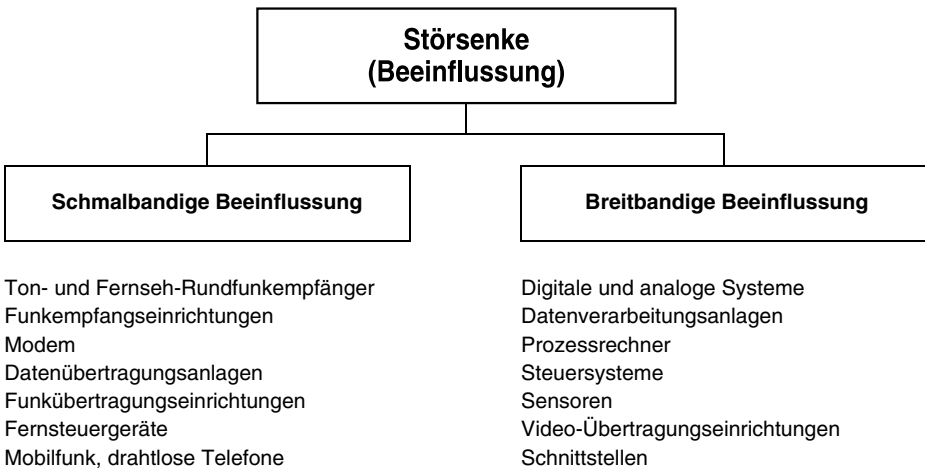 Störsenke
(Beeinflussung)
Schmalbandige Beeinflussung
Ton- und Fernseh-Rundfunkempfänger
Funkempfangseinrichtungen
Modem
Datenübertragungsanlagen
Funkübertragungseinrichtungen
Fernsteuergeräte
Mobilfunk, drahtlose Telefone
Breitbandige Beeinflussung
Digitale und analoge Systeme
Datenverarbeitungsanlagen
Prozessrechner
Steuersysteme
Sensoren
Video-Übertragungseinrichtungen
Schnittstellen